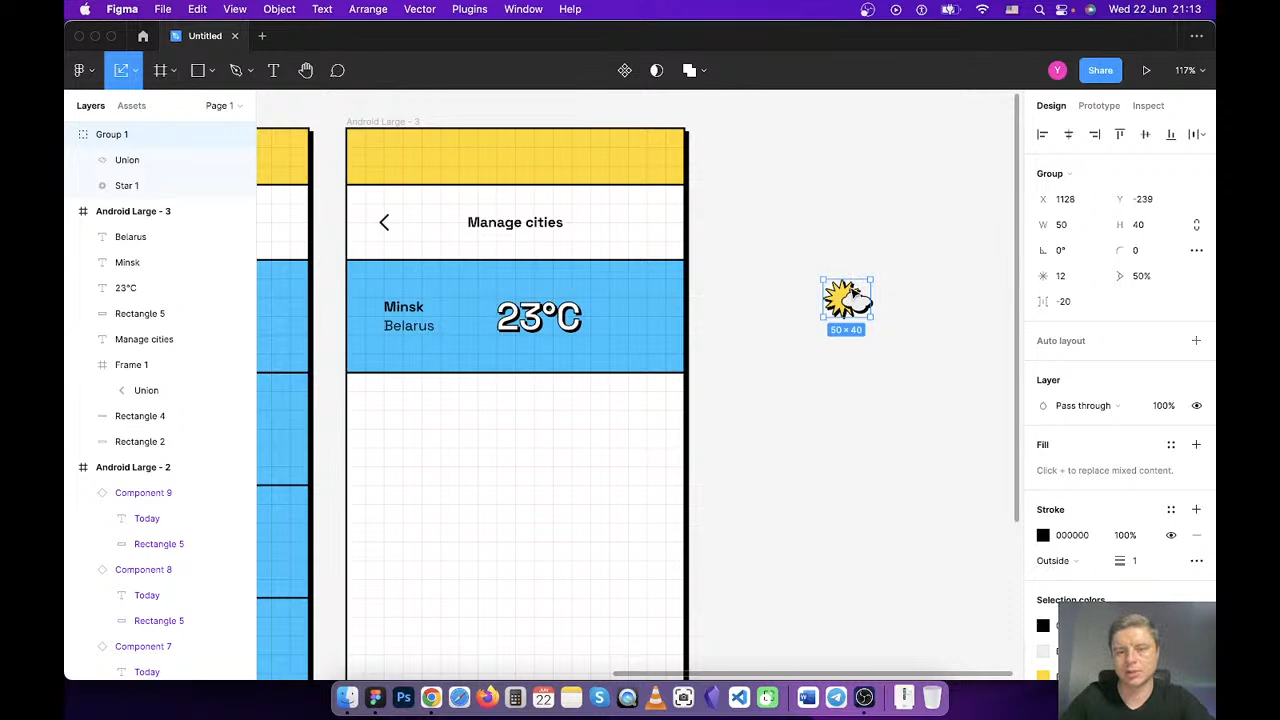 Figma File Edit View Object Text Arrange Vector Plugins Window Help Wed 22 Jun 21:13
Untitled
Y Share 117%
Layers Assets Page 1
Design Prototype Inspect
Group 1
Union
Star 1
Android Large - 3
Belarus
Minsk
23°C
Rectangle 5
Manage cities
Frame 1
Union
Rectangle 4
Rectangle 2
Android Large - 2
Component 9
Today
Rectangle 5
Component 8
Today
Rectangle 5
Component 7
Today
Android Large - 3
Manage cities
Minsk
Belarus
23°C
50 × 40
Group
X 1128 Y -239
W 50 H 40
0° 0
12 50%
-20
Auto layout
Layer
Pass through 100%
Fill
Click + to replace mixed content.
Stroke
000000 100%
Outside 1
Selection colors
JUN
22